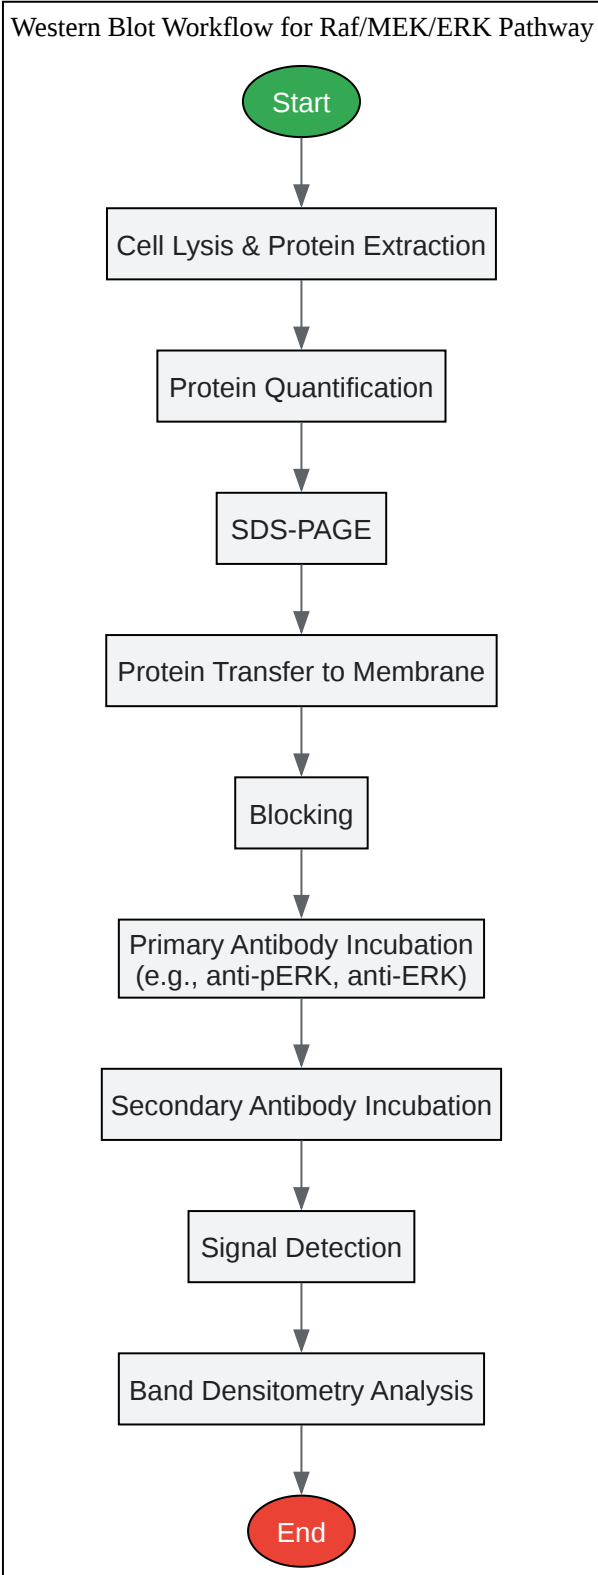 Western Blot Workflow for Raf/MEK/ERK Pathway
Start
Cell Lysis & Protein Extraction
Protein Quantification
SDS-PAGE
Protein Transfer to Membrane
Blocking
Primary Antibody Incubation
(e.g., anti-pERK, anti-ERK)
Secondary Antibody Incubation
Signal Detection
Band Densitometry Analysis
End